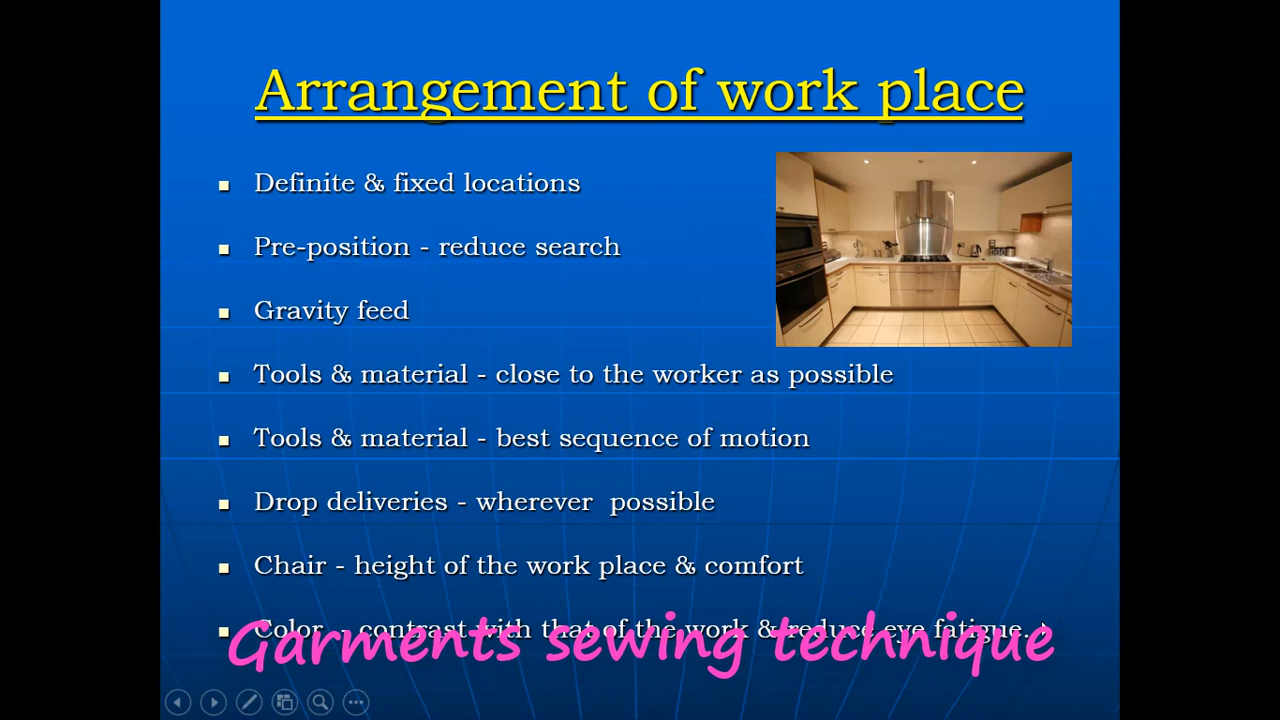 Arrangement of work place
Definite & fixed locations
Pre-position - reduce search
Gravity feed
Tools & material - close to the worker as possible
Tools & material - best sequence of motion
Drop deliveries - wherever  possible
Chair - height of the work place & comfort
Color - contrast with that of the work & reduce eye fatigue.
Garments sewing technique